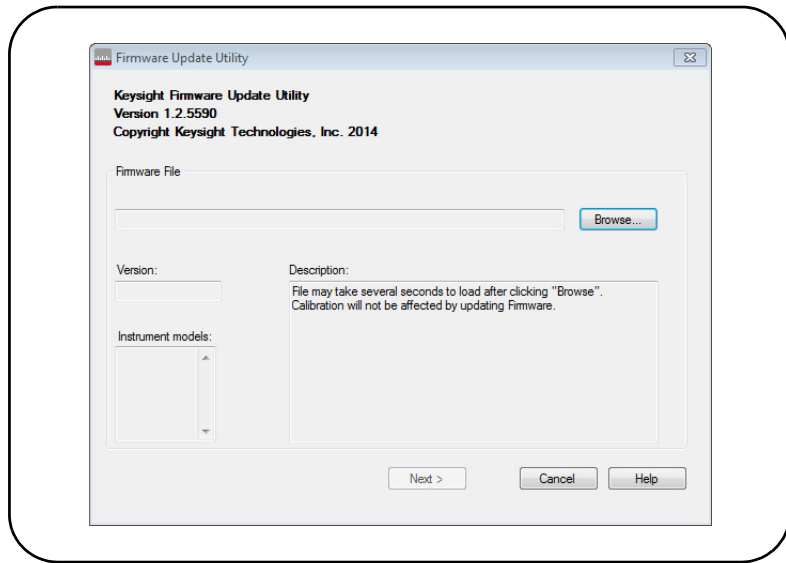 Firmware Update Utility
Keysight Firmware Update Utility
Version 1.2.5590
Copyright Keysight Technologies, Inc. 2014
Firmware File
Browse...
Version:
Description:
File may take several seconds to load after clicking "Browse".
Calibration will not be affected by updating Firmware.
Instrument models:
Next >
Cancel
Help